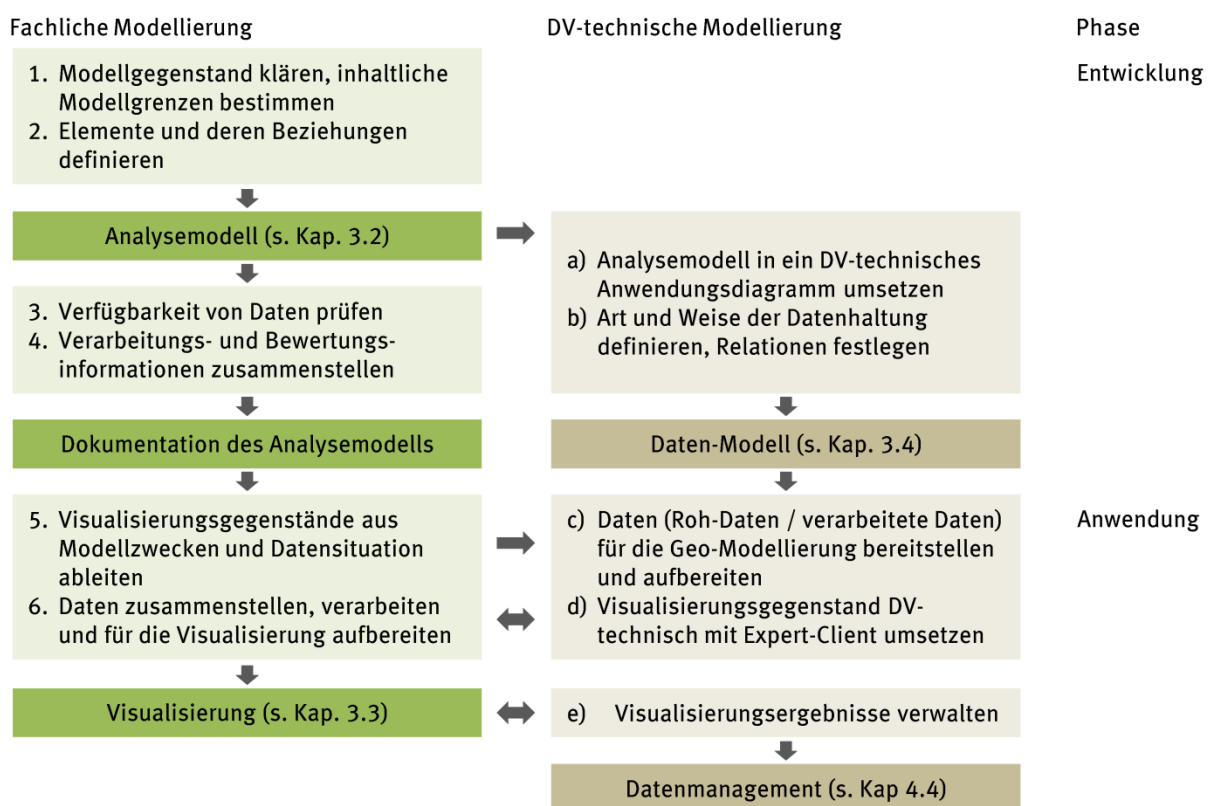 Fachliche Modellierung
DV-technische Modellierung
Phase
1. Modellgegenstand klären, inhaltliche
Modellgrenzen bestimmen
2. Elemente und deren Beziehungen
definieren
Entwicklung
Analysemodell (s. Kap. 3.2)
a) Analysemodell in ein DV-technisches
Anwendungsdiagramm umsetzen
b) Art und Weise der Datenhaltung
definieren, Relationen festlegen
3. Verfügbarkeit von Daten prüfen
4. Verarbeitungs- und Bewertungs-
informationen zusammenstellen
Dokumentation des Analysemodells
Daten-Modell (s. Kap. 3.4)
5. Visualisierungsgegenstände aus
Modellzwecken und Datensituation
ableiten
6. Daten zusammenstellen, verarbeiten
und für die Visualisierung aufbereiten
c) Daten (Roh-Daten / verarbeitete Daten)
für die Geo-Modellierung bereitstellen
und aufbereiten
d) Visualisierungsgegenstand DV-
technisch mit Expert-Client umsetzen
Anwendung
Visualisierung (s. Kap. 3.3)
e) Visualisierungsergebnisse verwalten
Datenmanagement (s. Kap 4.4)